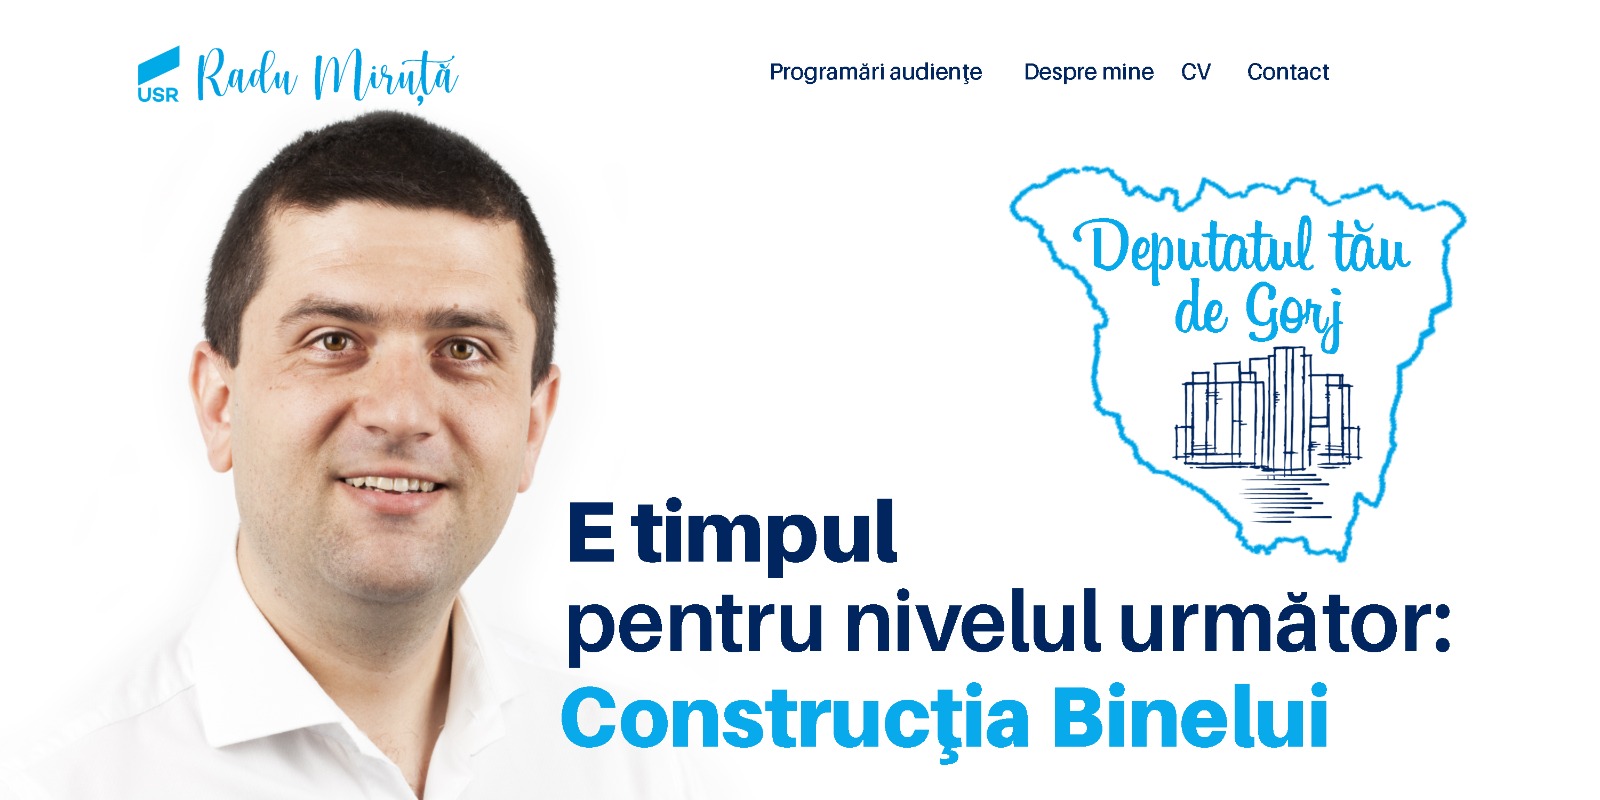 USR Radu Miruță
Programări audienţe Despre mine CV Contact
Deputatul tău
de Gorj
E timpul
pentru nivelul următor:
Construcţia Binelui